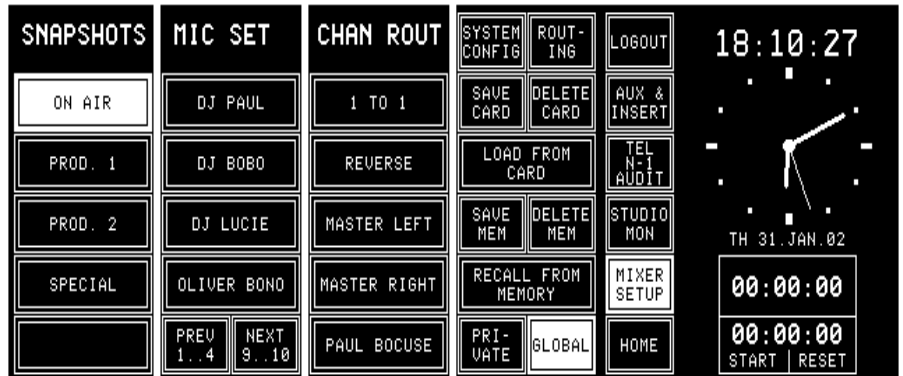 SNAPSHOTS
ON AIR
PROD. 1
PROD. 2
SPECIAL
MIC SET
DJ PAUL
DJ BOBO
DJ LUCIE
OLIVER BONO
PREV
1..4
NEXT
9..10
CHAN ROUT
1 TO 1
REVERSE
MASTER LEFT
MASTER RIGHT
PAUL BOCUSE
SYSTEM
CONFIG
ROUT-
ING
SAVE
CARD
DELETE
CARD
LOAD FROM
CARD
SAVE
MEM
DELETE
MEM
RECALL FROM
MEMORY
PRI-
VATE
GLOBAL
LOGOUT
AUX &
INSERT
TEL
N-1
AUDIT
STUDIO
MON
MIXER
SETUP
HOME
18:10:27
TH 31.JAN.02
00:00:00
00:00:00
START
RESET